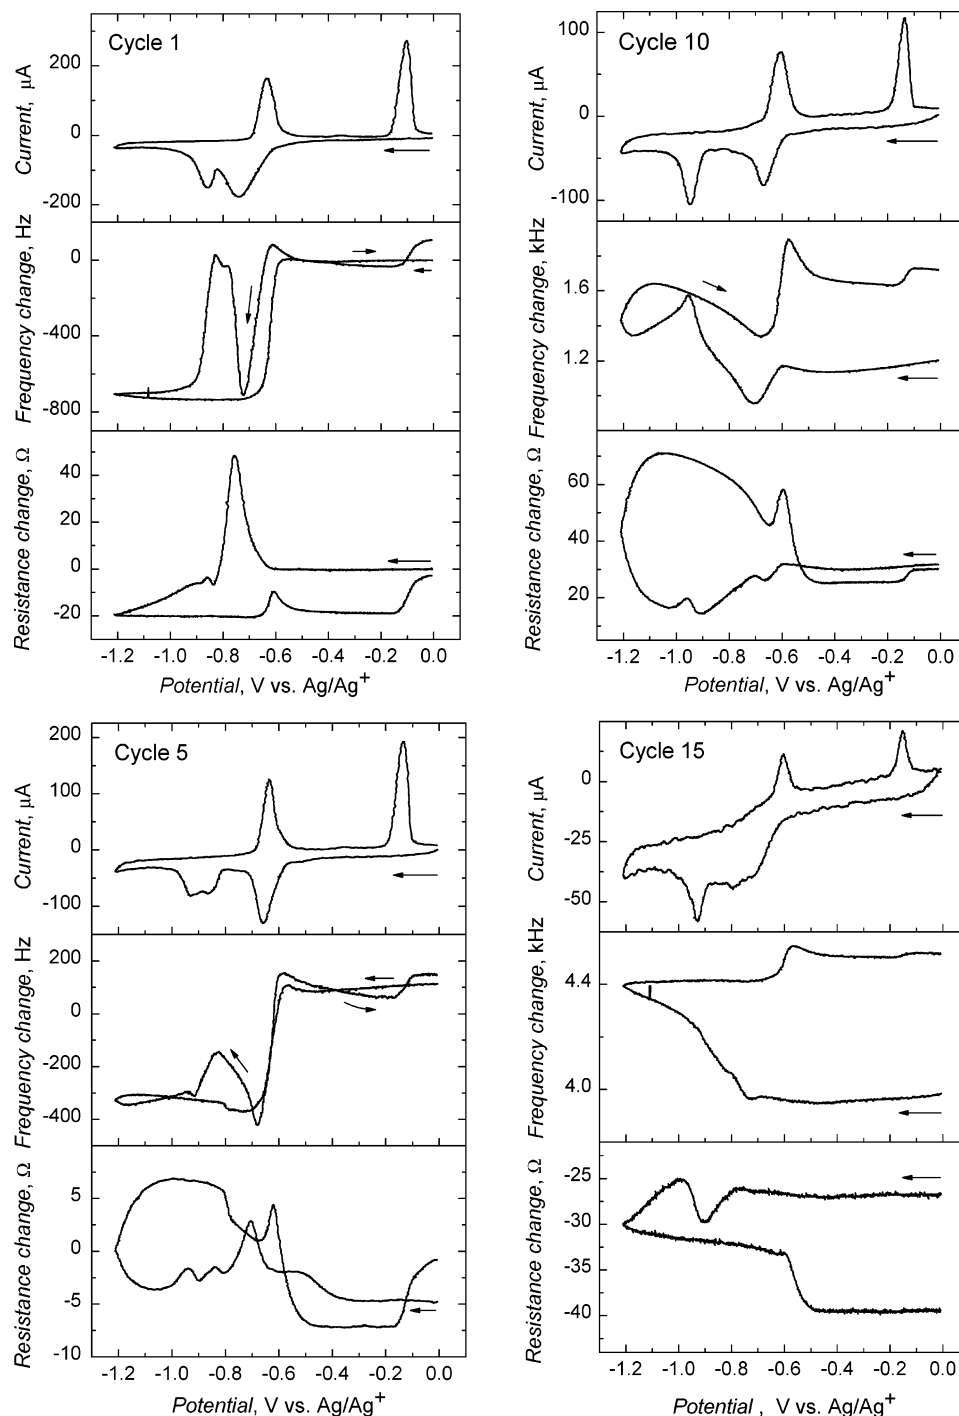 Cycle 1
Current, μA
200
0
-200
Frequency change, Hz
0
-400
-800
Resistance change, Ω
40
20
0
-20
-1.2 -1.0 -0.8 -0.6 -0.4 -0.2 0.0
Potential, V vs. Ag/Ag+
Cycle 10
Current, μA
100
0
-100
Frequency change, kHz
1.6
1.2
Resistance change, Ω
60
40
20
-1.2 -1.0 -0.8 -0.6 -0.4 -0.2 0.0
Potential, V vs. Ag/Ag+
Cycle 5
Current, μA
200
100
0
-100
Frequency change, Hz
200
0
-200
-400
Resistance change, Ω
5
0
-5
-10
-1.2 -1.0 -0.8 -0.6 -0.4 -0.2 0.0
Potential, V vs. Ag/Ag+
Cycle 15
Current, μA
0
-25
-50
Frequency change, kHz
4.4
4.0
Resistance change, Ω
-25
-30
-35
-40
-1.2 -1.0 -0.8 -0.6 -0.4 -0.2 0.0
Potential , V vs. Ag/Ag+